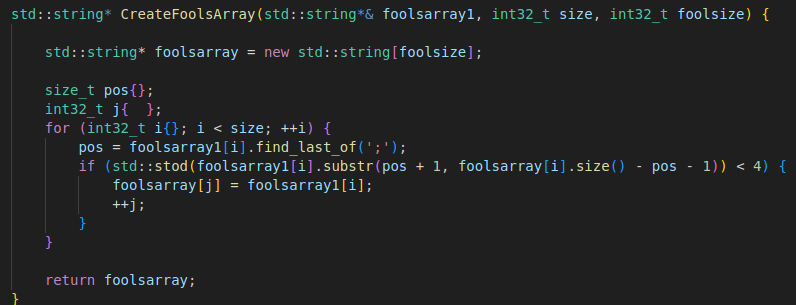 std::string* CreateFoolsArray(std::string*& foolsarray1, int32_t size, int32_t foolsize) {
std::string* foolsarray = new std::string[foolsize];
size_t pos{};
int32_t j{  };
for (int32_t i{}; i < size; ++i) {
pos = foolsarray1[i].find_last_of(';');
if (std::stod(foolsarray1[i].substr(pos + 1, foolsarray[i].size() - pos - 1)) < 4) {
foolsarray[j] = foolsarray1[i];
++j;
}
}
return foolsarray;
}